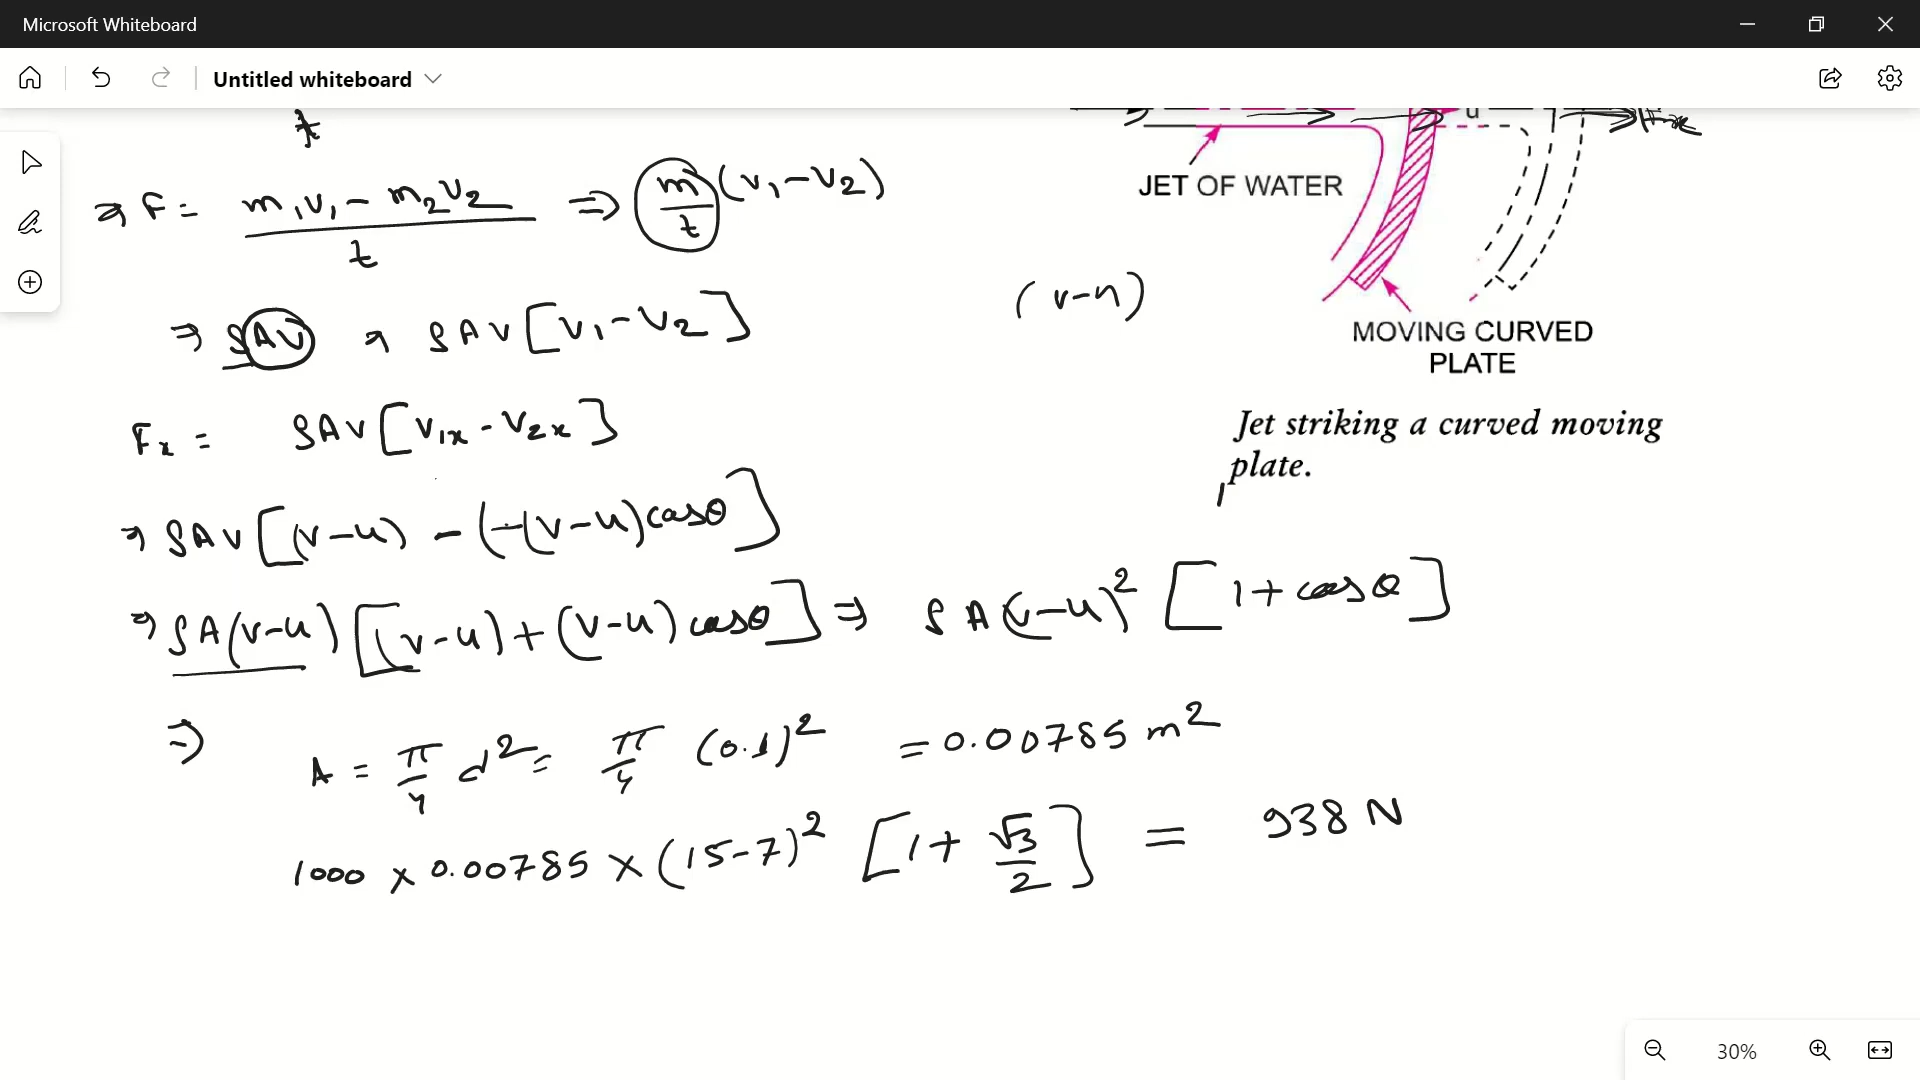 Microsoft Whiteboard
Untitled whiteboard
t
⇒ F = (m₁v₁ - m₂v₂)/t ⇒ (m/t)(v₁-v₂)
⇒ ρAV ⇒ ρAV[V₁-V₂]
(v-u)
Fx = ρAV[V₁x - V₂x]
⇒ ρAV[(v-u) - (-(v-u)cosθ]
⇒ ρA(v-u)[(v-u)+(v-u)cosθ] ⇒ ρA(v-u)² [1+cosθ]
⇒
A = π/4 d² = π/4 (0.1)² = 0.00785 m²
1000 × 0.00785 × (15-7)² [1+ √3/2] = 938 N
u
Fx
JET OF WATER
MOVING CURVED
PLATE
Jet striking a curved moving
plate.
30%